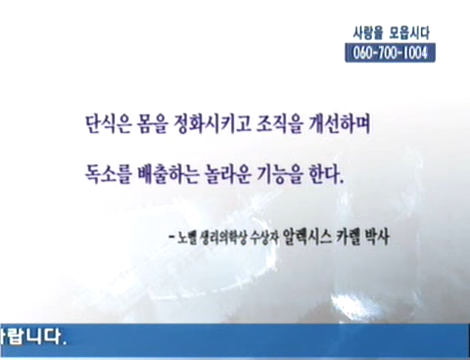 사랑을 모읍시다
060-700-1004
단식은 몸을 정화시키고 조직을 개선하며
독소를 배출하는 놀라운 기능을 한다.
- 노벨 생리의학상 수상자 알렉시스 카렐 박사
랍니다.